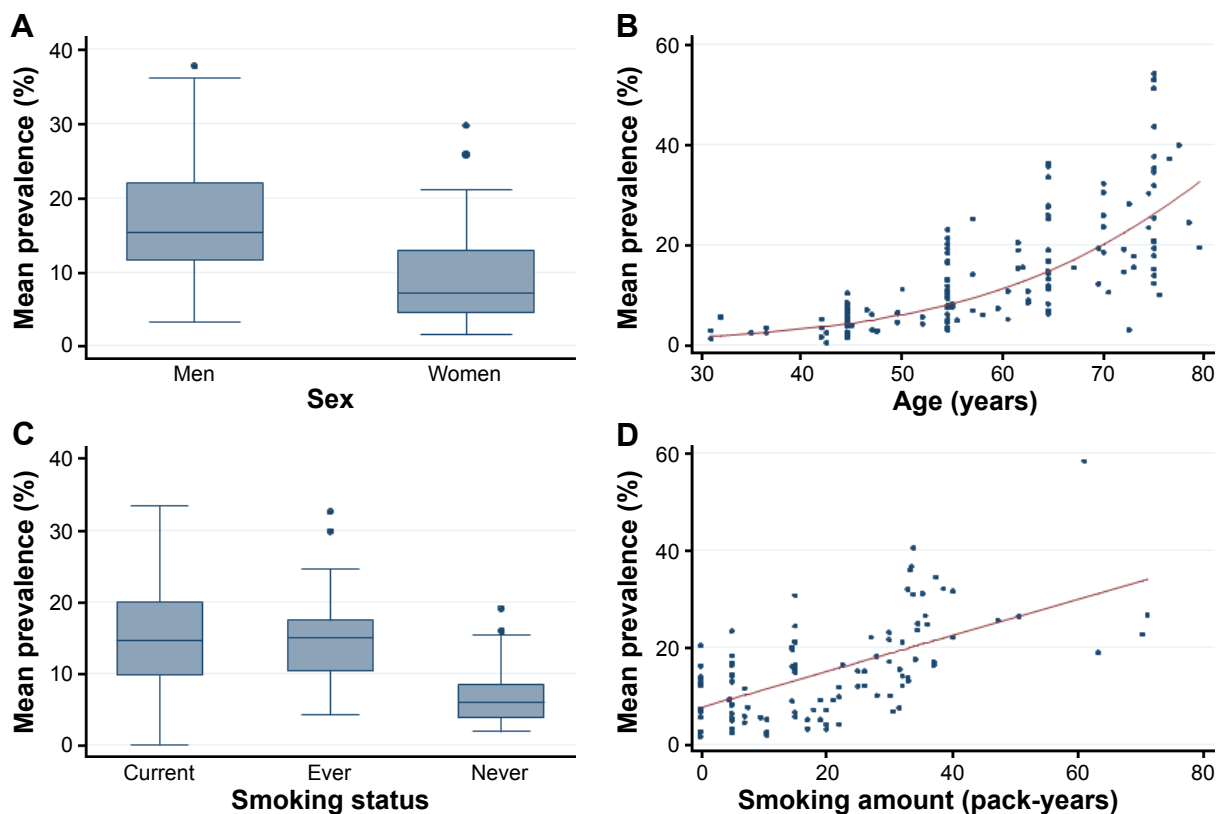 A
Mean prevalence (%)
40
30
20
10
0
Men
Women
Sex
B
Mean prevalence (%)
60
40
20
0
30
40
50
60
70
80
Age (years)
C
Mean prevalence (%)
40
30
20
10
0
Current
Ever
Never
Smoking status
D
Mean prevalence (%)
60
40
20
0
0
20
40
60
80
Smoking amount (pack-years)